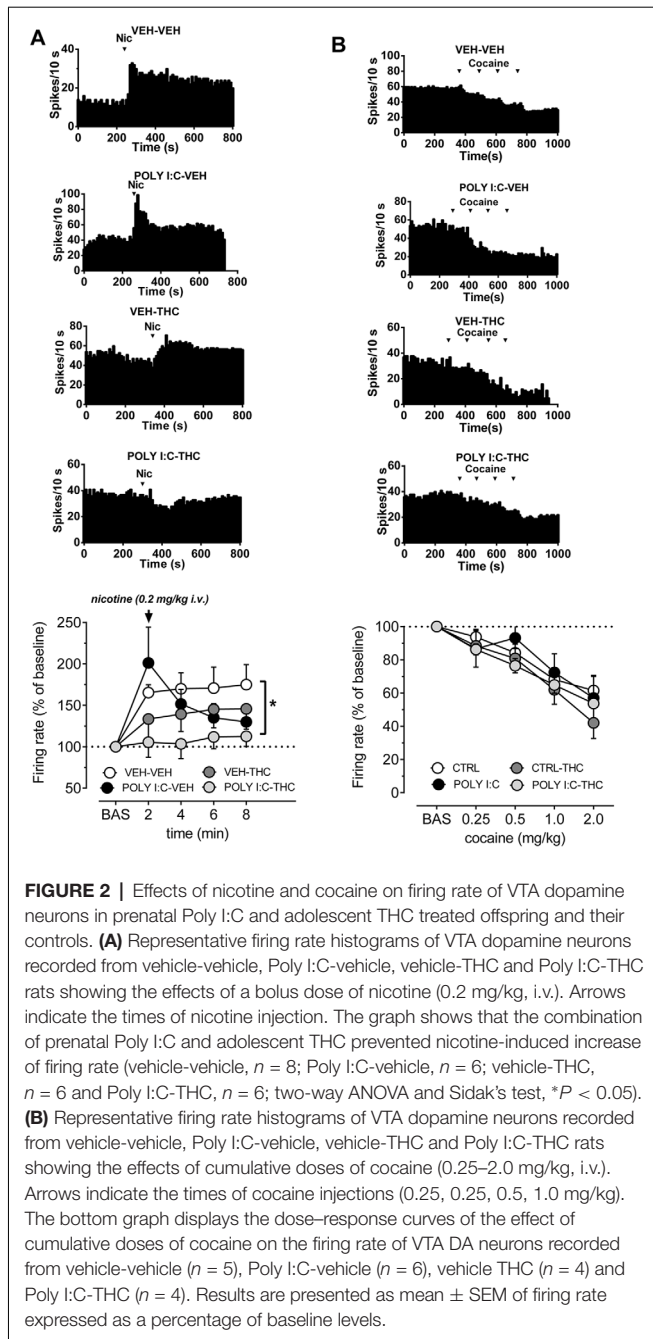 A
VEH-VEH
Nic
Spikes/10 s
40
20
0
0 200 400 600 800
Time (s)
POLY I:C-VEH
Nic
Spikes/10 s
100
80
60
40
20
0
0 200 400 600 800
Time (s)
VEH-THC
Nic
Spikes/10 s
100
80
60
40
20
0
0 200 400 600 800
Time (s)
POLY I:C-THC
Nic
Spikes/10 s
60
40
20
0
0 200 400 600 800
Time (s)
nicotine (0.2 mg/kg i.v.)
Firing rate (% of baseline)
250
200
150
100
50
*
VEH-VEH VEH-THC
POLY I:C-VEH POLY I:C-THC
BAS 2 4 6 8
time (min)
B
VEH-VEH
Cocaine
Spikes/10 s
100
80
60
40
20
0
0 200 400 600 800 1000
Time(s)
POLY I:C-VEH
Cocaine
Spikes/10 s
80
60
40
20
0
0 200 400 600 800 1000
Time(s)
VEH-THC
Cocaine
Spikes/10 s
60
40
20
0
0 200 400 600 800 1000
Time(s)
POLY I:C-THC
Cocaine
Spikes/10 s
60
40
20
0
0 200 400 600 800 1000
Time(s)
Firing rate (% of baseline)
100
80
60
40
20
0
CTRL CTRL-THC
POLY I:C POLY I:C-THC
BAS 0.25 0.5 1.0 2.0
cocaine (mg/kg)
FIGURE 2 | Effects of nicotine and cocaine on firing rate of VTA dopamine
neurons in prenatal Poly I:C and adolescent THC treated offspring and their
controls. (A) Representative firing rate histograms of VTA dopamine neurons
recorded from vehicle-vehicle, Poly I:C-vehicle, vehicle-THC and Poly I:C-THC
rats showing the effects of a bolus dose of nicotine (0.2 mg/kg, i.v.). Arrows
indicate the times of nicotine injection. The graph shows that the combination
of prenatal Poly I:C and adolescent THC prevented nicotine-induced increase
of firing rate (vehicle-vehicle, n = 8; Poly I:C-vehicle, n = 6; vehicle-THC,
n = 6 and Poly I:C-THC, n = 6; two-way ANOVA and Sidak's test, *P < 0.05).
(B) Representative firing rate histograms of VTA dopamine neurons recorded
from vehicle-vehicle, Poly I:C-vehicle, vehicle-THC and Poly I:C-THC rats
showing the effects of cumulative doses of cocaine (0.25–2.0 mg/kg, i.v.).
Arrows indicate the times of cocaine injections (0.25, 0.25, 0.5, 1.0 mg/kg).
The bottom graph displays the dose–response curves of the effect of
cumulative doses of cocaine on the firing rate of VTA DA neurons recorded
from vehicle-vehicle (n = 5), Poly I:C-vehicle (n = 6), vehicle THC (n = 4) and
Poly I:C-THC (n = 4). Results are presented as mean ± SEM of firing rate
expressed as a percentage of baseline levels.